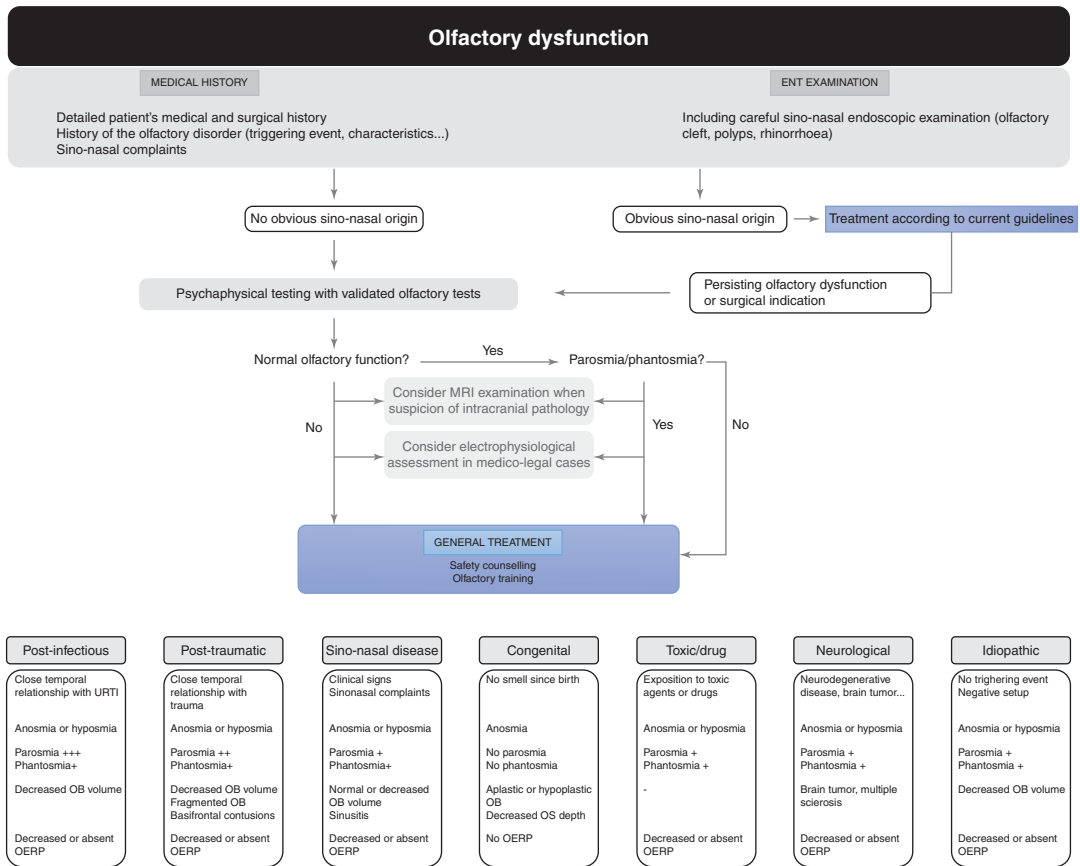 Olfactory dysfunction
MEDICAL HISTORY
Detailed patient's medical and surgical history
History of the olfactory disorder (triggering event, characteristics...)
Sino-nasal complaints
ENT EXAMINATION
Including careful sino-nasal endoscopic examination (olfactory
cleft, polyps, rhinorrhoea)
No obvious sino-nasal origin
Obvious sino-nasal origin
Treatment according to current guidelines
Psychaphysical testing with validated olfactory tests
Persisting olfactory dysfunction
or surgical indication
Normal olfactory function?
Yes
Parosmia/phantosmia?
Consider MRI examination when
suspicion of intracranial pathology
No
Yes
No
Consider electrophysiological
assessment in medico-legal cases
GENERAL TREATMENT
Safety counselling
Olfactory training
Post-infectious
Close temporal
relationship with URTI
Anosmia or hyposmia
Parosmia +++
Phantosmia+
Decreased OB volume
Decreased or absent
OERP
Post-traumatic
Close temporal
relationship with
trauma
Anosmia or hyposmia
Parosmia ++
Phantosmia+
Decreased OB volume
Fragmented OB
Basifrontal contusions
Decreased or absent
OERP
Sino-nasal disease
Clinical signs
Sinonasal complaints
Anosmia or hyposmia
Parosmia +
Phantosmia+
Normal or decreased
OB volume
Sinusitis
Decreased or absent
OERP
Congenital
No smell since birth
Anosmia
No parosmia
No phantosmia
Aplastic or hypoplastic
OB
Decreased OS depth
No OERP
Toxic/drug
Exposition to toxic
agents or drugs
Anosmia or hyposmia
Parosmia +
Phantosmia +
-
Decreased or absent
OERP
Neurological
Neurodegenerative
disease, brain tumor...
Anosmia or hyposmia
Parosmia +
Phantosmia +
Brain tumor, multiple
sclerosis
Decreased or absent
OERP
Idiopathic
No trighering event
Negative setup
Anosmia or hyposmia
Parosmia +
Phantosmia +
Decreased OB volume
Decreased or absent
OERP